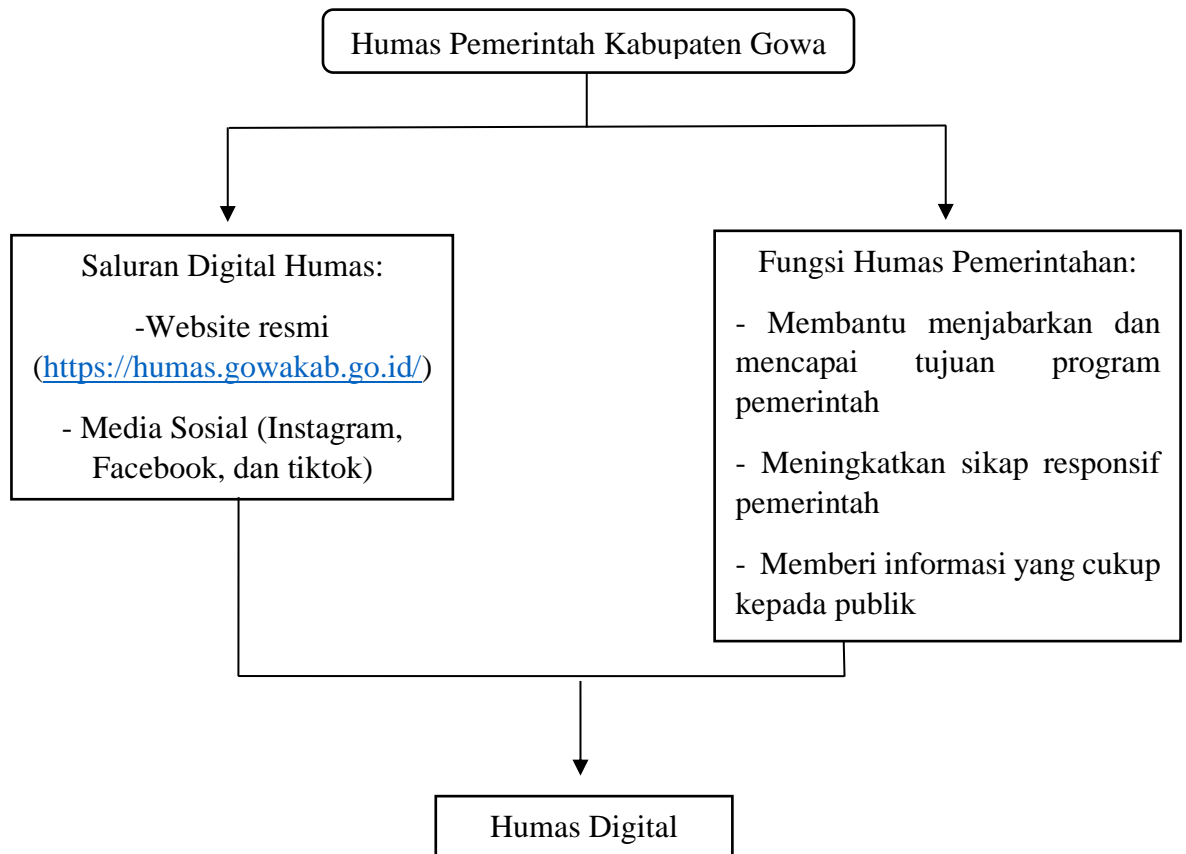 Humas Pemerintah Kabupaten Gowa
Saluran Digital Humas:
-Website resmi
(https://humas.gowakab.go.id/)
- Media Sosial (Instagram,
Facebook, dan tiktok)
Fungsi Humas Pemerintahan:
- Membantu menjabarkan dan
mencapai tujuan program
pemerintah
- Meningkatkan sikap responsif
pemerintah
- Memberi informasi yang cukup
kepada publik
Humas Digital